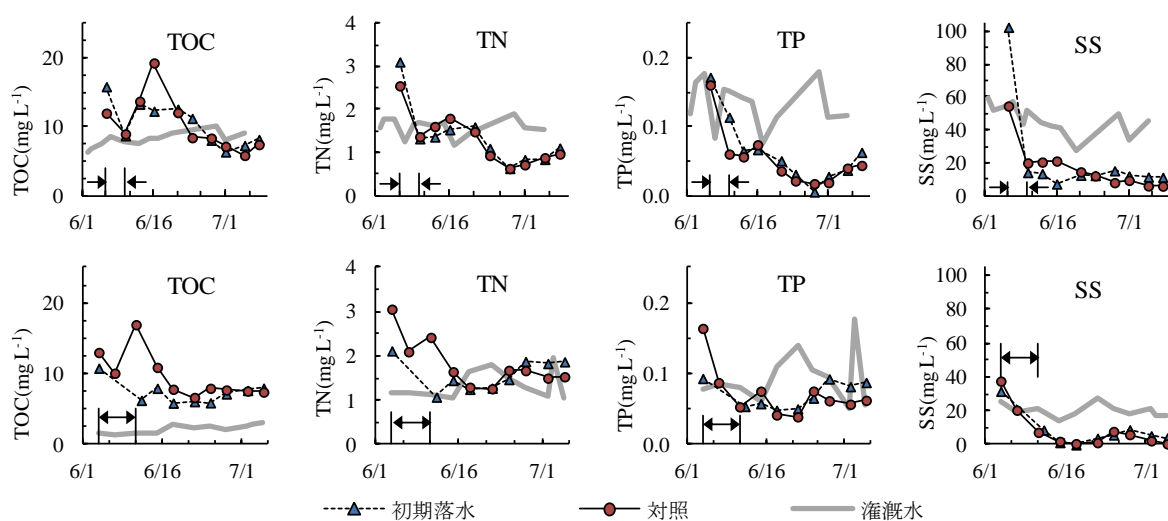 TOC
TOC(mg L-1)
20
10
0
6/1 6/16 7/1
TN
TN(mg L-1)
4
3
2
1
0
6/1 6/16 7/1
TP
TP(mg L-1)
0.2
0.1
0.0
6/1 6/16 7/1
SS
SS(mg L-1)
100
80
60
40
20
0
6/1 6/16 7/1
TOC
TOC(mg L-1)
20
10
0
6/1 6/16 7/1
TN
TN(mg L-1)
4
3
2
1
0
6/1 6/16 7/1
TP
TP(mg L-1)
0.2
0.1
0.0
6/1 6/16 7/1
SS
SS(mg L-1)
100
80
60
40
20
0
6/1 6/16 7/1
初期落水 対照 潅漑水